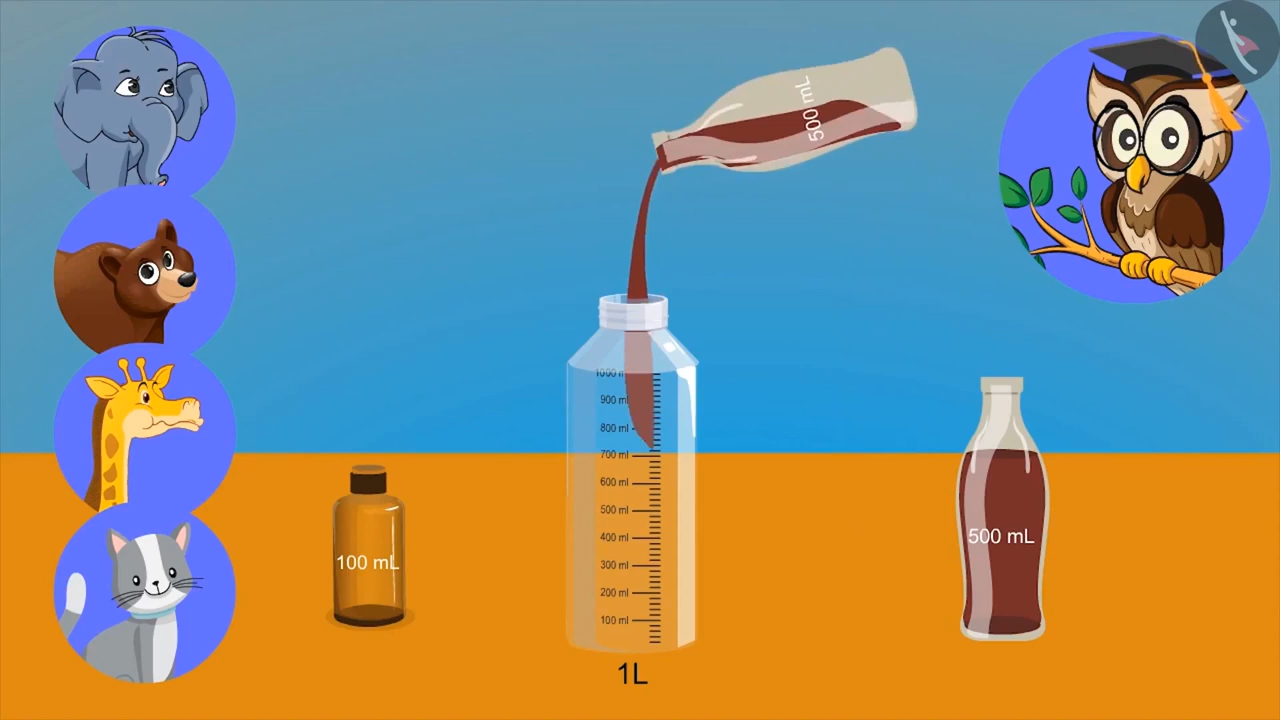 500 mL
1000 ml
900 ml
800 ml
700 ml
600 ml
500 ml
400 ml
300 ml
200 ml
100 ml
100 mL
500 mL
1L